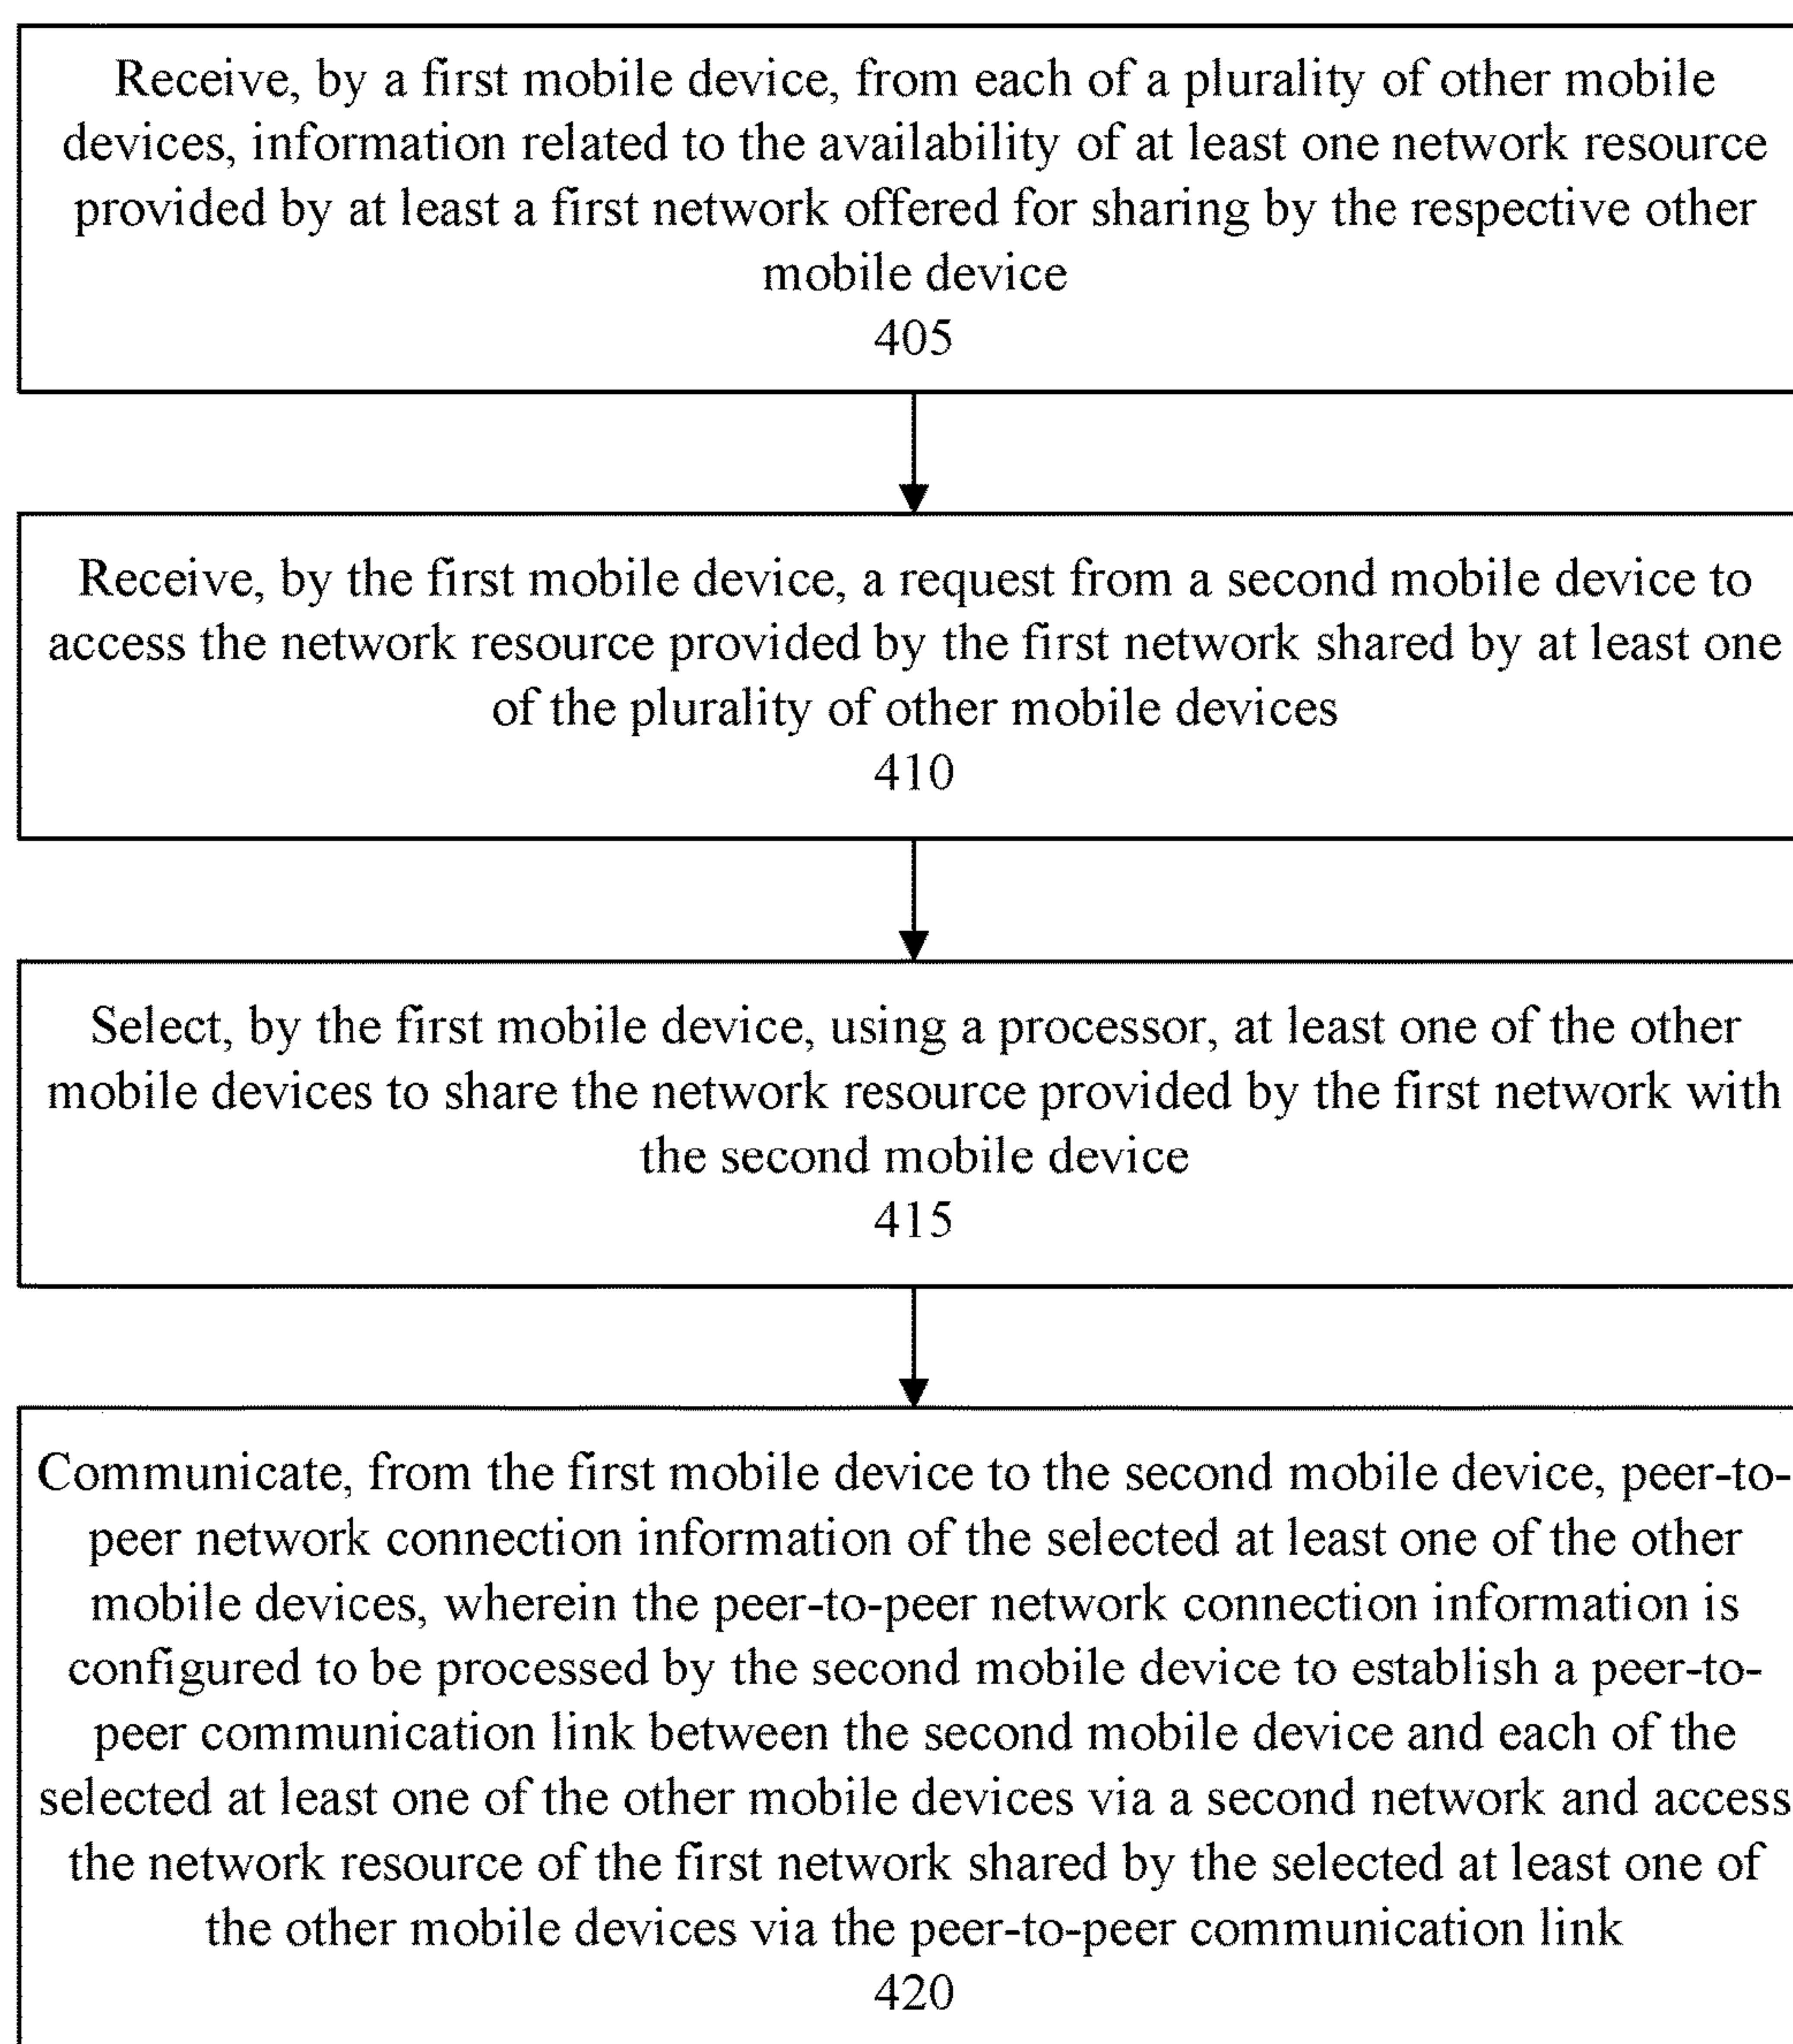 Receive, by a first mobile device, from each of a plurality of other mobile
devices, information related to the availability of at least one network resource
provided by at least a first network offered for sharing by the respective other
mobile device
405
Receive, by the first mobile device, a request from a second mobile device to
access the network resource provided by the first network shared by at least one
of the plurality of other mobile devices
410
Select, by the first mobile device, using a processor, at least one of the other
mobile devices to share the network resource provided by the first network with
the second mobile device
415
Communicate, from the first mobile device to the second mobile device, peer-to-
peer network connection information of the selected at least one of the other
mobile devices, wherein the peer-to-peer network connection information is
configured to be processed by the second mobile device to establish a peer-to-
peer communication link between the second mobile device and each of the
selected at least one of the other mobile devices via a second network and access
the network resource of the first network shared by the selected at least one of
the other mobile devices via the peer-to-peer communication link
420